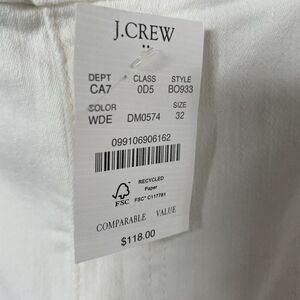 J.CREW
DEPT CLASS STYLE
CA7 0D5 BO933
COLOR SIZE
WDE DM0574 32
099106906162
RECYCLED
Paper
FSC FSC® C117781
COMPARABLE VALUE
$118.00